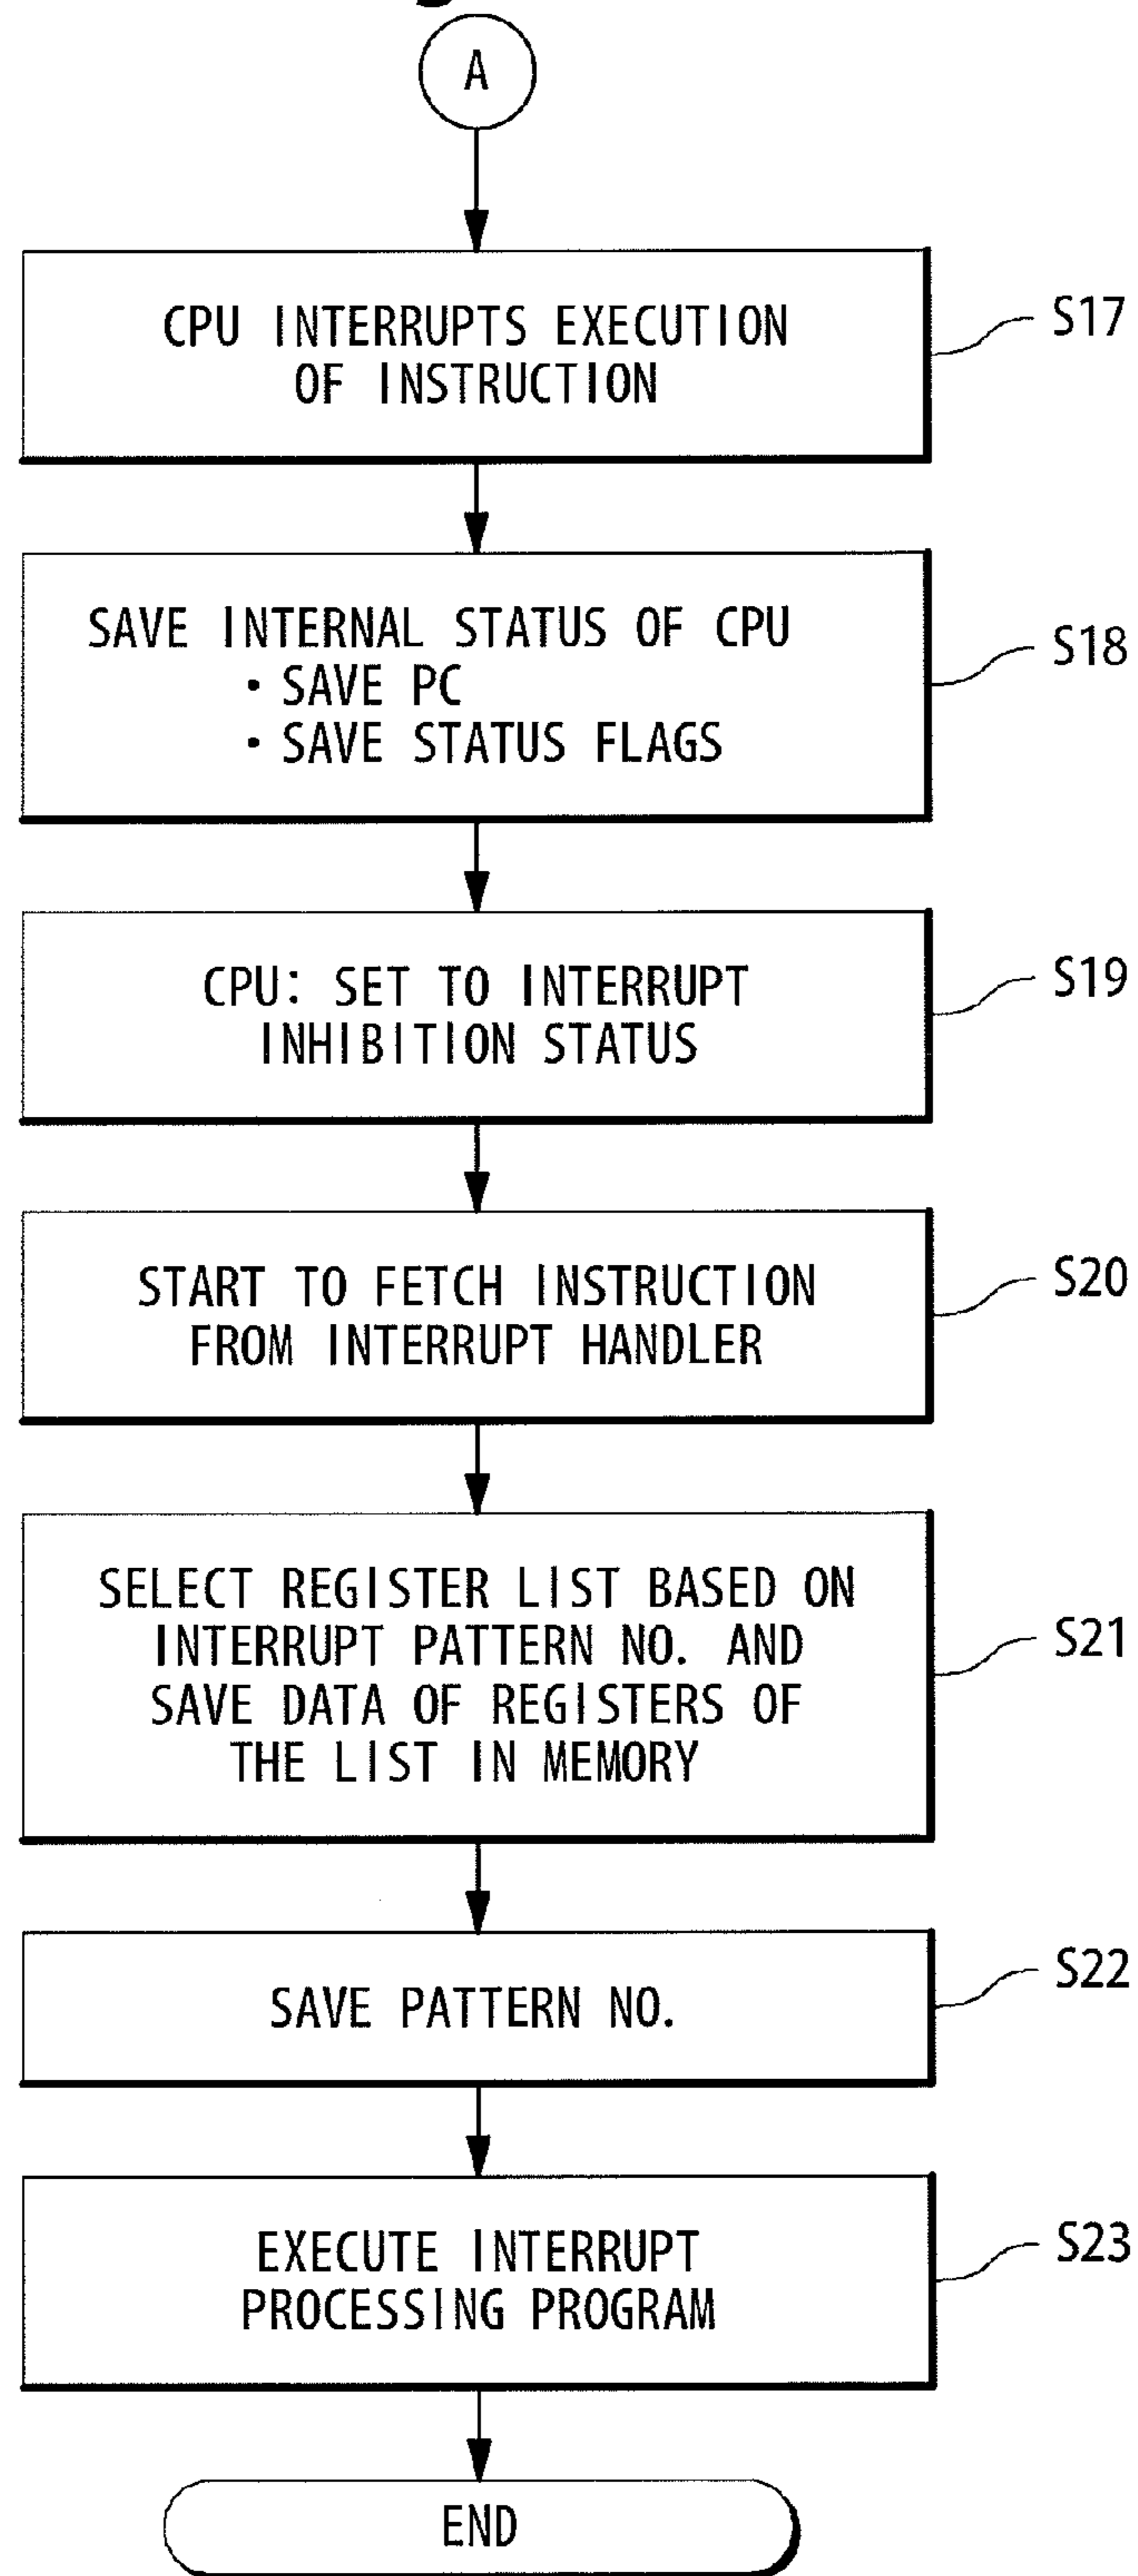 A
CPU INTERRUPTS EXECUTION
OF INSTRUCTION
S17
SAVE INTERNAL STATUS OF CPU
· SAVE PC
· SAVE STATUS FLAGS
S18
CPU: SET TO INTERRUPT
INHIBITION STATUS
S19
START TO FETCH INSTRUCTION
FROM INTERRUPT HANDLER
S20
SELECT REGISTER LIST BASED ON
INTERRUPT PATTERN NO. AND
SAVE DATA OF REGISTERS OF
THE LIST IN MEMORY
S21
SAVE PATTERN NO.
S22
EXECUTE INTERRUPT
PROCESSING PROGRAM
S23
END